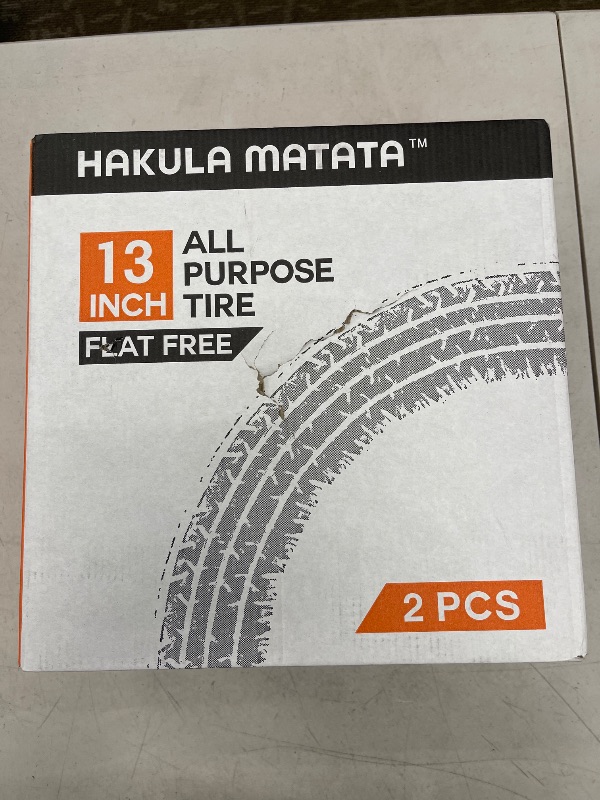 HAKULA MATATA™
13
INCH
ALL
PURPOSE
TIRE
FLAT FREE
2 PCS